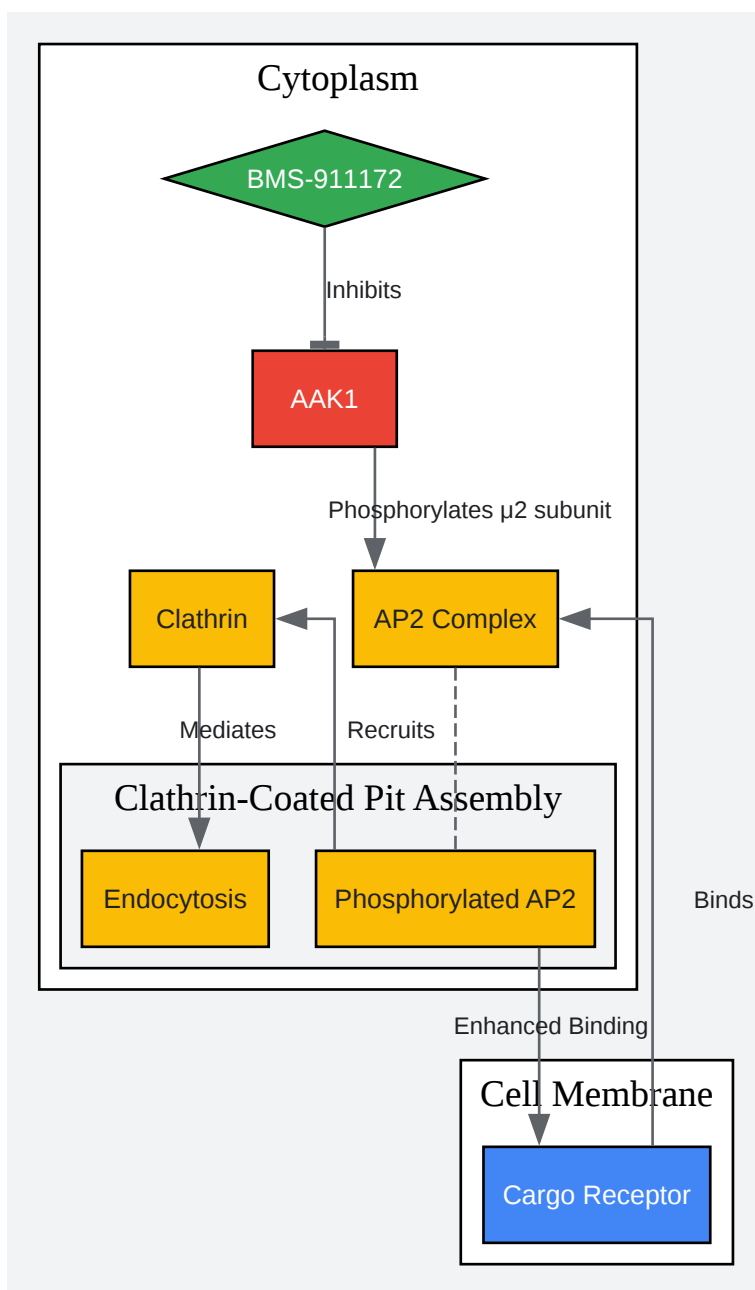 Cytoplasm
BMS-911172
Inhibits
AAK1
Phosphorylates μ2 subunit
Clathrin
AP2 Complex
Mediates
Recruits
Clathrin-Coated Pit Assembly
Endocytosis
Phosphorylated AP2
Binds
Enhanced Binding
Cell Membrane
Cargo Receptor